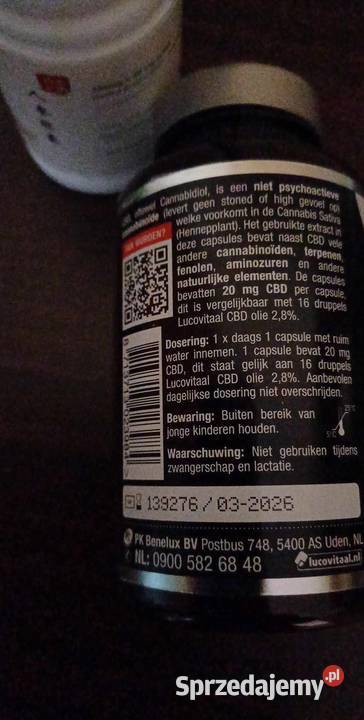 Cannabidiol, is een niet psychoactieve
cannabinoïde (levert geen stoned of high gevoel op)
welke voorkomt in de Cannabis Sativa
(Hennepplant). Het gebruikte extract in
deze capsules bevat naast CBD vele
andere cannabinoïden, terpenen,
fenolen, aminozuren en andere
natuurlijke elementen. De capsules
bevatten 20 mg CBD per capsule,
dit is vergelijkbaar met 16 druppels
Lucovitaal CBD olie 2,8%.
Dosering: 1 x daags 1 capsule met ruim
water innemen. 1 capsule bevat 20 mg
CBD, dit staat gelijk aan 16 druppels
Lucovitaal CBD olie 2,8%. Aanbevolen
dagelijkse dosering niet overschrijden.
Bewaring: Buiten bereik van
jonge kinderen houden.
Waarschuwing: Niet gebruiken tijdens
zwangerschap en lactatie.
139276 / 03-2026
PK Benelux BV Postbus 748, 5400 AS Uden, NL
NL: 0900 582 68 48
lucovitaal.nl
Sprzedajemy.pl